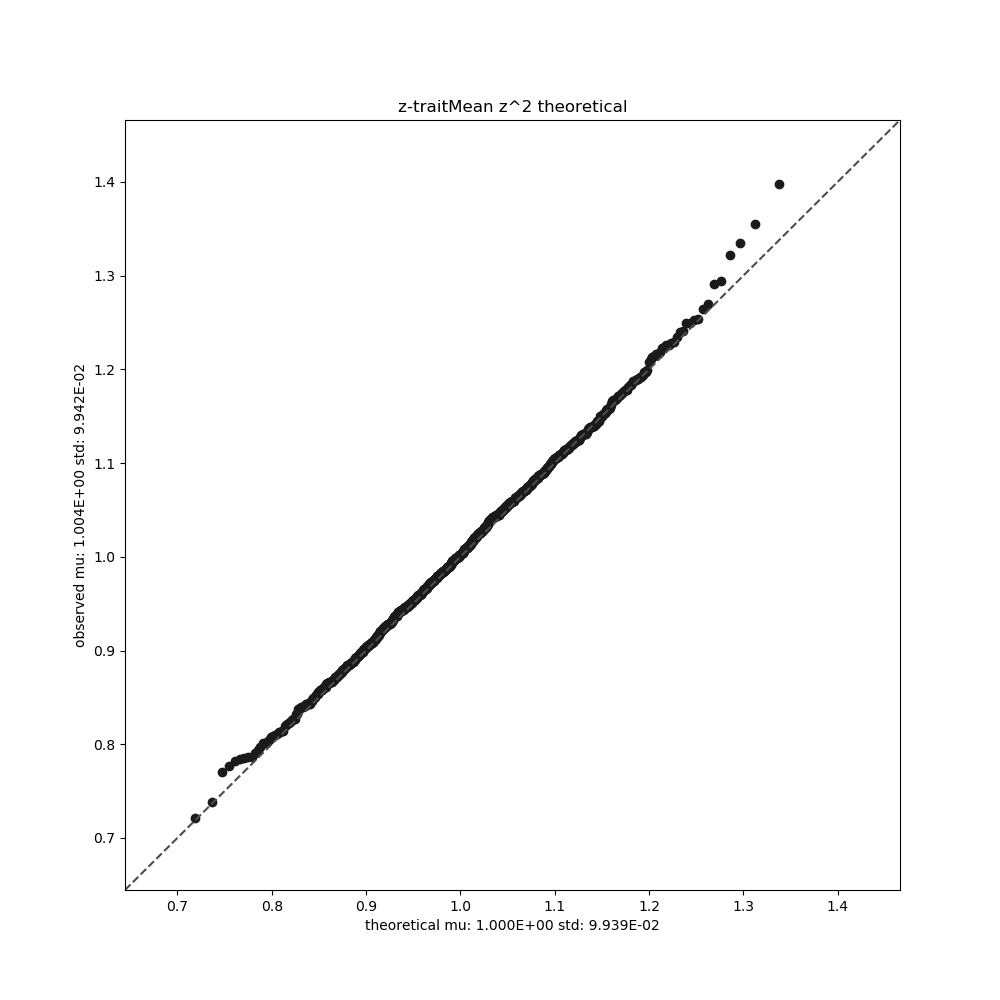 z-traitMean z^2 theoretical
observed mu: 1.004E+00 std: 9.942E-02
1.4
1.3
1.2
1.1
1.0
0.9
0.8
0.7
0.7 0.8 0.9 1.0 1.1 1.2 1.3 1.4
theoretical mu: 1.000E+00 std: 9.939E-02